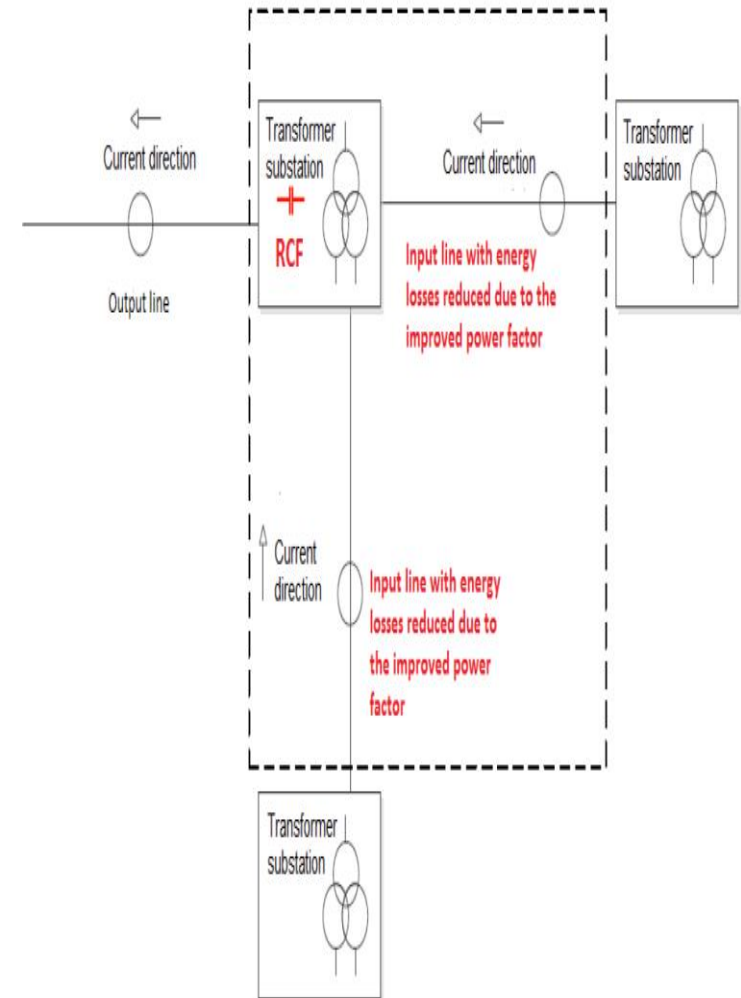 Current direction
Output line
Transformer
substation
RCF
Current direction
Input line with energy
losses reduced due to the
improved power factor
Transformer
substation
Current
direction
Input line with energy
losses reduced due to
the improved power
factor
Transformer
substation